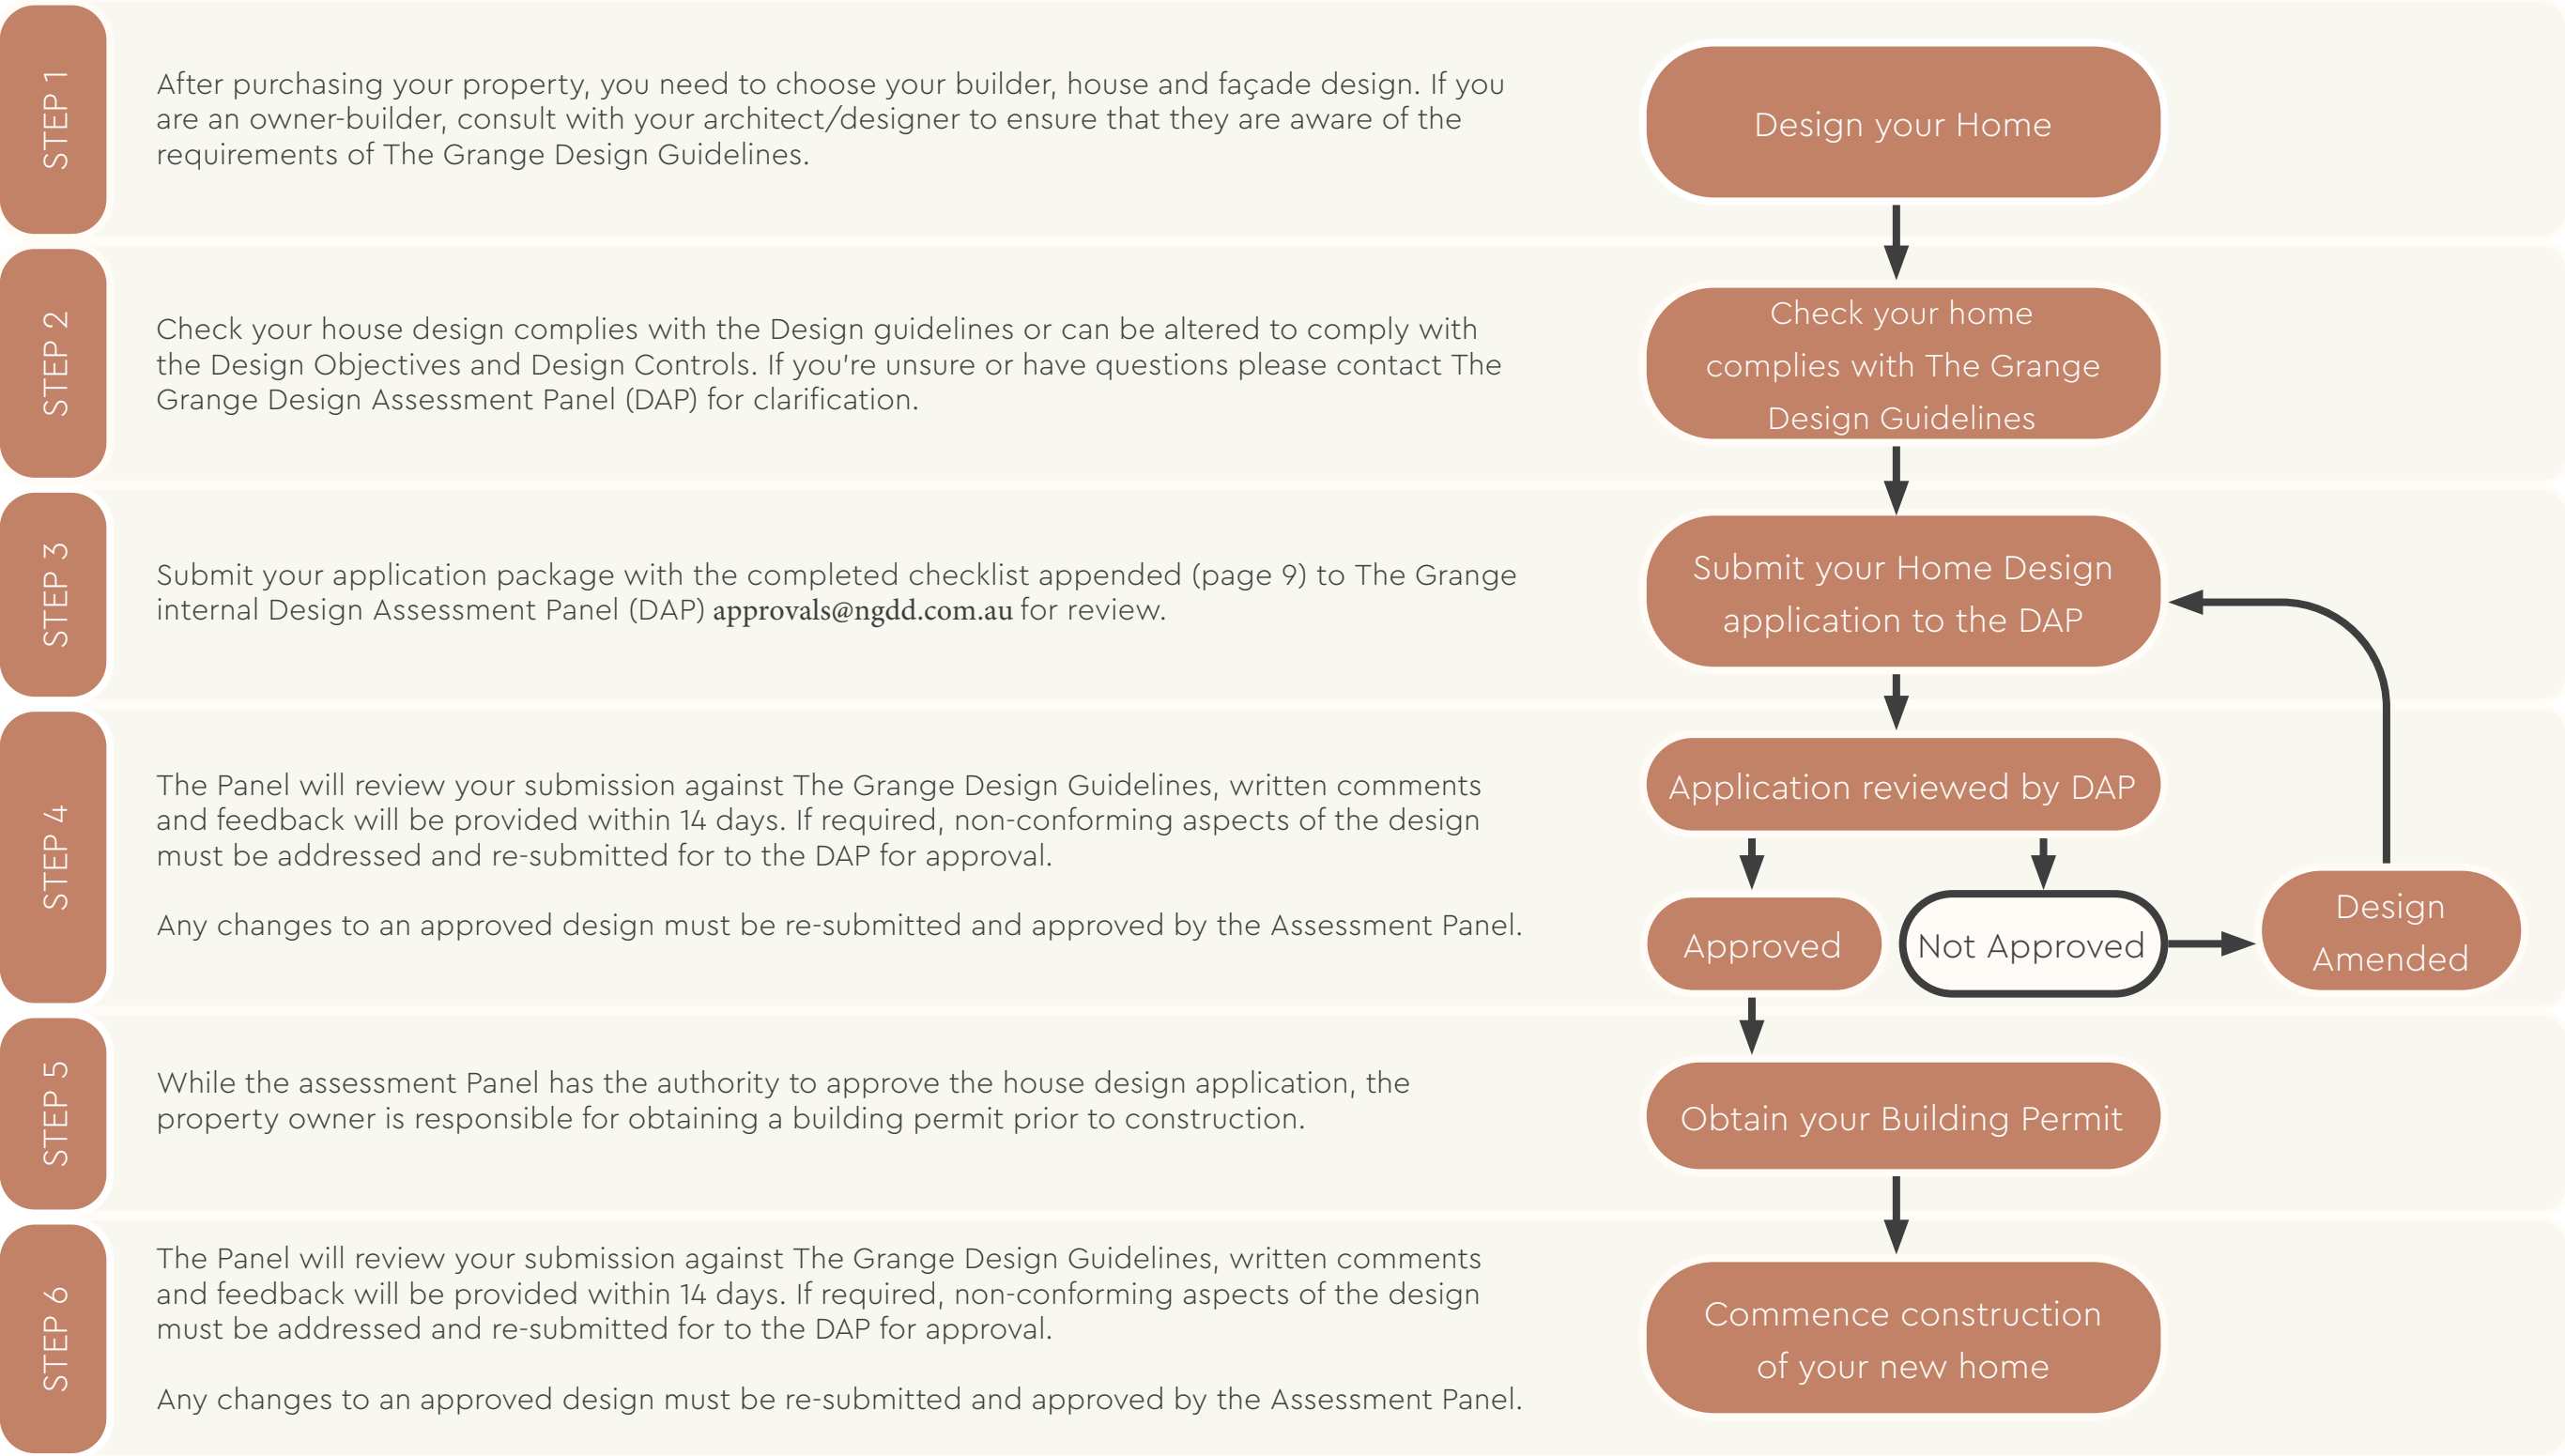 STEP 1
After purchasing your property, you need to choose your builder, house and façade design. If you
are an owner-builder, consult with your architect/designer to ensure that they are aware of the
requirements of The Grange Design Guidelines.
Design your Home
STEP 2
Check your house design complies with the Design guidelines or can be altered to comply with
the Design Objectives and Design Controls. If you're unsure or have questions please contact The
Grange Design Assessment Panel (DAP) for clarification.
Check your home
complies with The Grange
Design Guidelines
STEP 3
Submit your application package with the completed checklist appended (page 9) to The Grange
internal Design Assessment Panel (DAP) approvals@ngdd.com.au for review.
Submit your Home Design
application to the DAP
STEP 4
The Panel will review your submission against The Grange Design Guidelines, written comments
and feedback will be provided within 14 days. If required, non-conforming aspects of the design
must be addressed and re-submitted for to the DAP for approval.
Any changes to an approved design must be re-submitted and approved by the Assessment Panel.
Application reviewed by DAP
Approved
Not Approved
Design
Amended
STEP 5
While the assessment Panel has the authority to approve the house design application, the
property owner is responsible for obtaining a building permit prior to construction.
Obtain your Building Permit
STEP 6
The Panel will review your submission against The Grange Design Guidelines, written comments
and feedback will be provided within 14 days. If required, non-conforming aspects of the design
must be addressed and re-submitted for to the DAP for approval.
Any changes to an approved design must be re-submitted and approved by the Assessment Panel.
Commence construction
of your new home